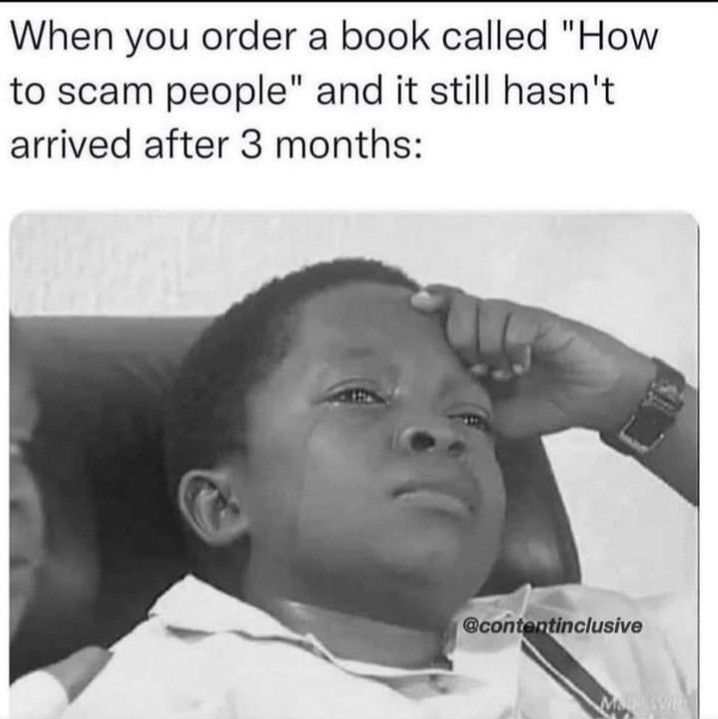 When you order a book called "How
to scam people" and it still hasn't
arrived after 3 months:
@contentinclusive